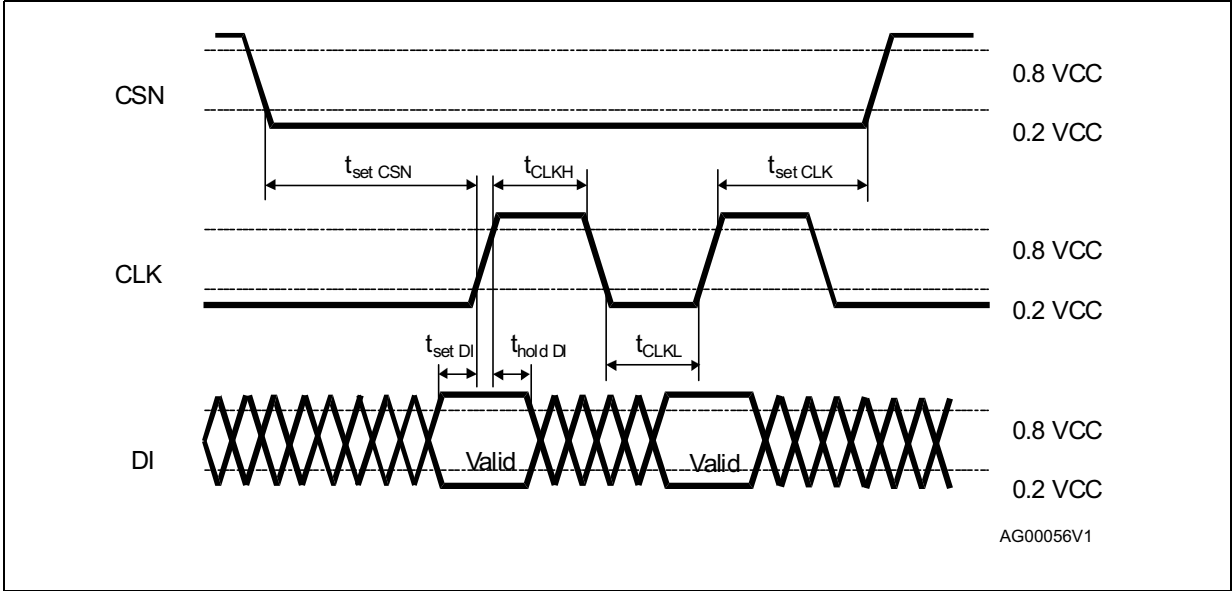 CSN
0.8 VCC
0.2 VCC
tset CSN
tCLKH
tset CLK
CLK
0.8 VCC
0.2 VCC
tset DI
thold DI
tCLKL
DI
Valid
Valid
0.8 VCC
0.2 VCC
AG00056V1